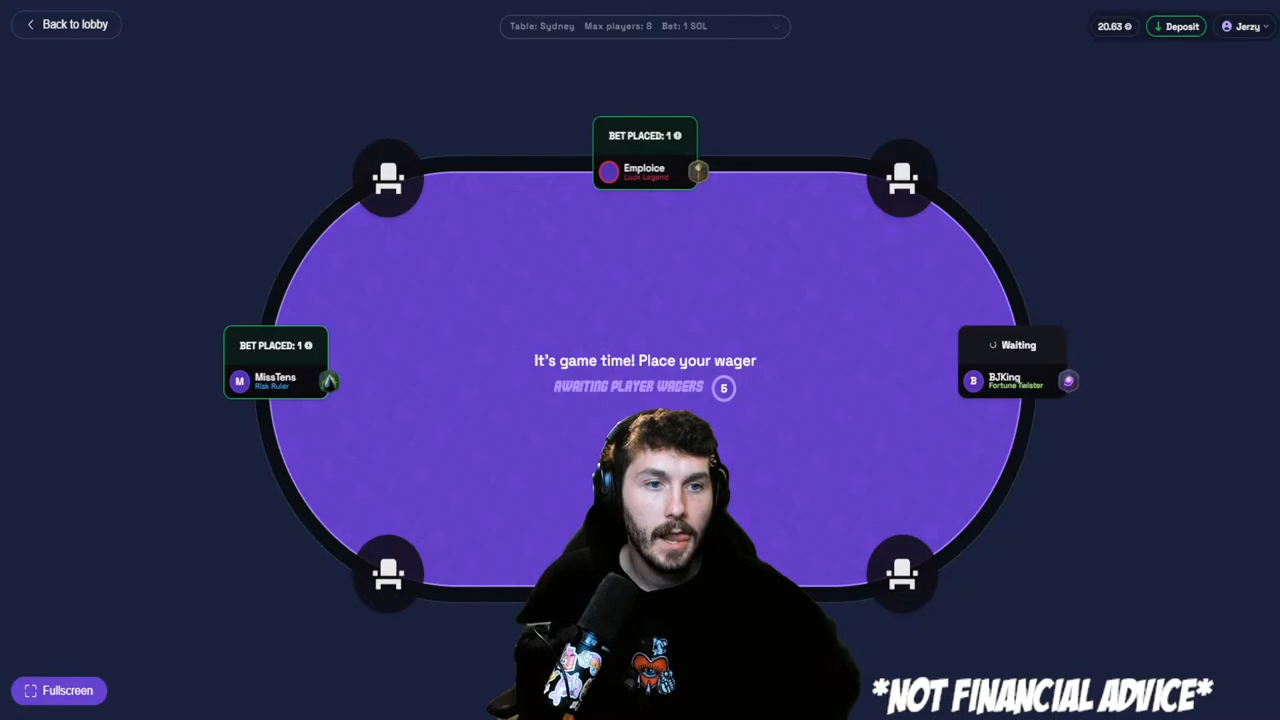 Back to lobby
Table: Sydney Max players: 8 Bet: 1 SOL
20.63
Deposit
Jerzy
BET PLACED: 1
Emploice
Luck Legend
BET PLACED: 1
M
MissTens
Risk Ruler
Waiting
B
BJKing
Fortune Twister
It's game time! Place your wager
AWAITING PLAYER WAGERS 5
Fullscreen
*NOT FINANCIAL ADVICE*